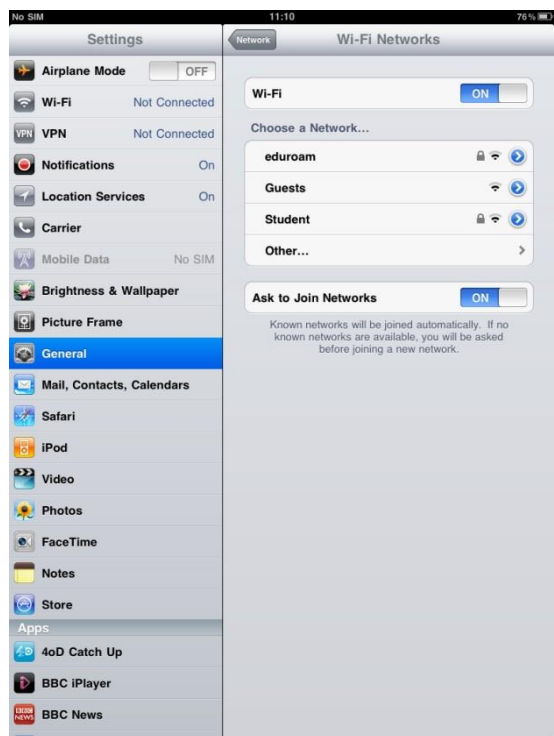 No SIM 11:10 76%
Settings
Airplane Mode OFF
Wi-Fi Not Connected
VPN VPN Not Connected
Notifications On
Location Services On
Carrier
Mobile Data No SIM
Brightness & Wallpaper
Picture Frame
General
Mail, Contacts, Calendars
Safari
iPod
Video
Photos
FaceTime
Notes
Store
Apps
4oD 4oD Catch Up
BBC iPlayer
BBC NEWS BBC News
Network Wi-Fi Networks
Wi-Fi ON
Choose a Network...
eduroam
Guests
Student
Other...
Ask to Join Networks ON
Known networks will be joined automatically. If no
known networks are available, you will be asked
before joining a new network.